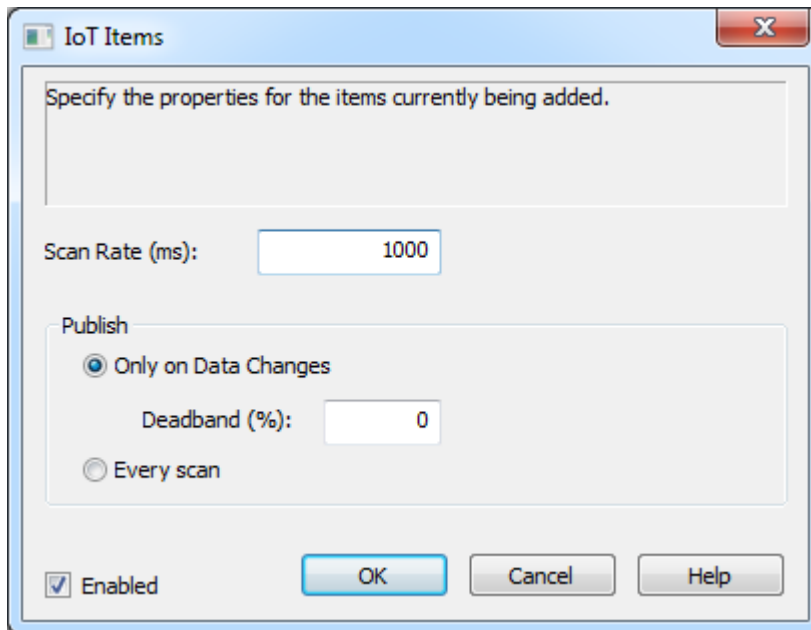 IoT Items
Specify the properties for the items currently being added.
Scan Rate (ms): 1000
Publish
Only on Data Changes
Deadband (%): 0
Every scan
Enabled OK Cancel Help